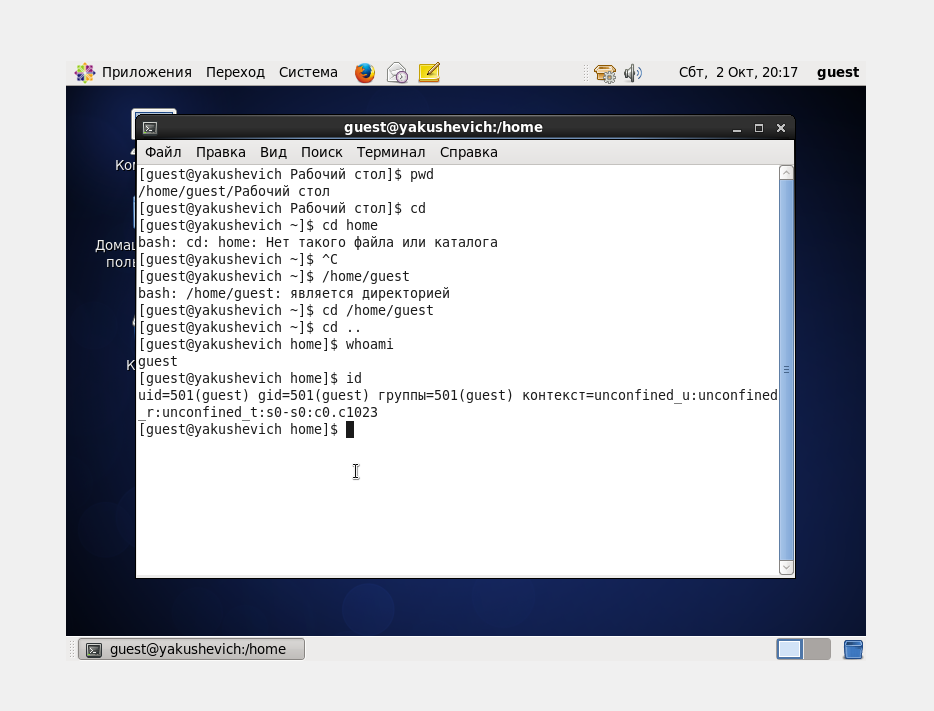 Приложения Переход Система Сбт, 2 Окт, 20:17 guest
guest@yakushevich:/home
Файл Правка Вид Поиск Терминал Справка
[guest@yakushevich Рабочий стол]$ pwd
/home/guest/Рабочий стол
[guest@yakushevich Рабочий стол]$ cd
[guest@yakushevich ~]$ cd home
bash: cd: home: Нет такого файла или каталога
[guest@yakushevich ~]$ ^C
[guest@yakushevich ~]$ /home/guest
bash: /home/guest: является директорией
[guest@yakushevich ~]$ cd /home/guest
[guest@yakushevich ~]$ cd ..
[guest@yakushevich home]$ whoami
guest
[guest@yakushevich home]$ id
uid=501(guest) gid=501(guest) группы=501(guest) контекст=unconfined_u:unconfined
_r:unconfined_t:s0-s0:c0.c1023
[guest@yakushevich home]$
guest@yakushevich:/home